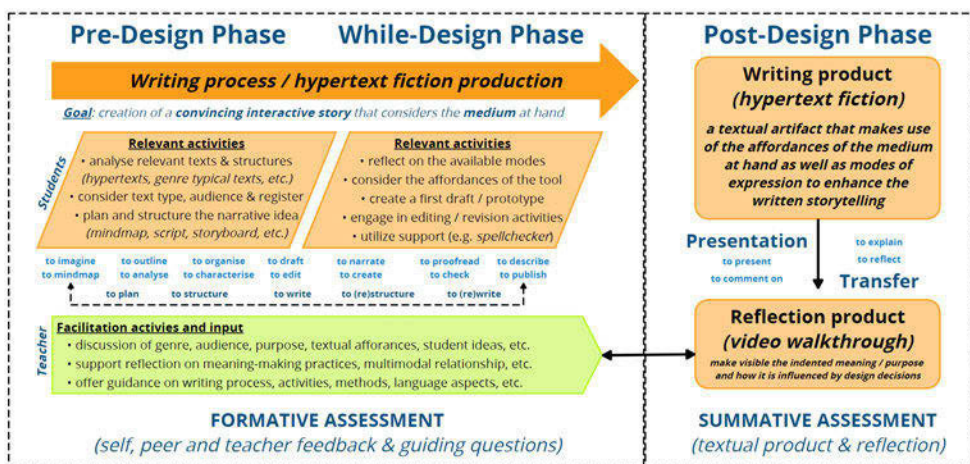 Pre-Design Phase
While-Design Phase
Post-Design Phase
Writing process / hypertext fiction production
Goal: creation of a convincing interactive story that considers the medium at hand
Students
Relevant activities
• analyse relevant texts & structures
(hypertexts, genre typical texts, etc.)
• consider text type, audience & register
• plan and structure the narrative idea
(mindmap, script, storyboard, etc.)
Relevant activities
• reflect on the available modes
• consider the affordances of the tool
• create a first draft / prototype
• engage in editing / revision activities
• utilize support (e.g. spellchecker)
to imagine to outline to organise to draft to narrate to proofread to describe
to mindmap to analyse to characterise to edit to create to check to publish
to plan to structure to write to (re)structure to (re)write
Teacher
Facilitation activies and input
• discussion of genre, audience, purpose, textual afforances, student ideas, etc.
• support reflection on meaning-making practices, multimodal relationship, etc.
• offer guidance on writing process, activities, methods, language aspects, etc.
FORMATIVE ASSESSMENT
(self, peer and teacher feedback & guiding questions)
Writing product
(hypertext fiction)
a textual artifact that makes use
of the affordances of the medium
at hand as well as modes of
expression to enhance the
written storytelling
Presentation
to present
to comment on
to explain
to reflect
Transfer
Reflection product
(video walkthrough)
make visible the indented meaning / purpose
and how it is influenced by design decisions
SUMMATIVE ASSESSMENT
(textual product & reflection)